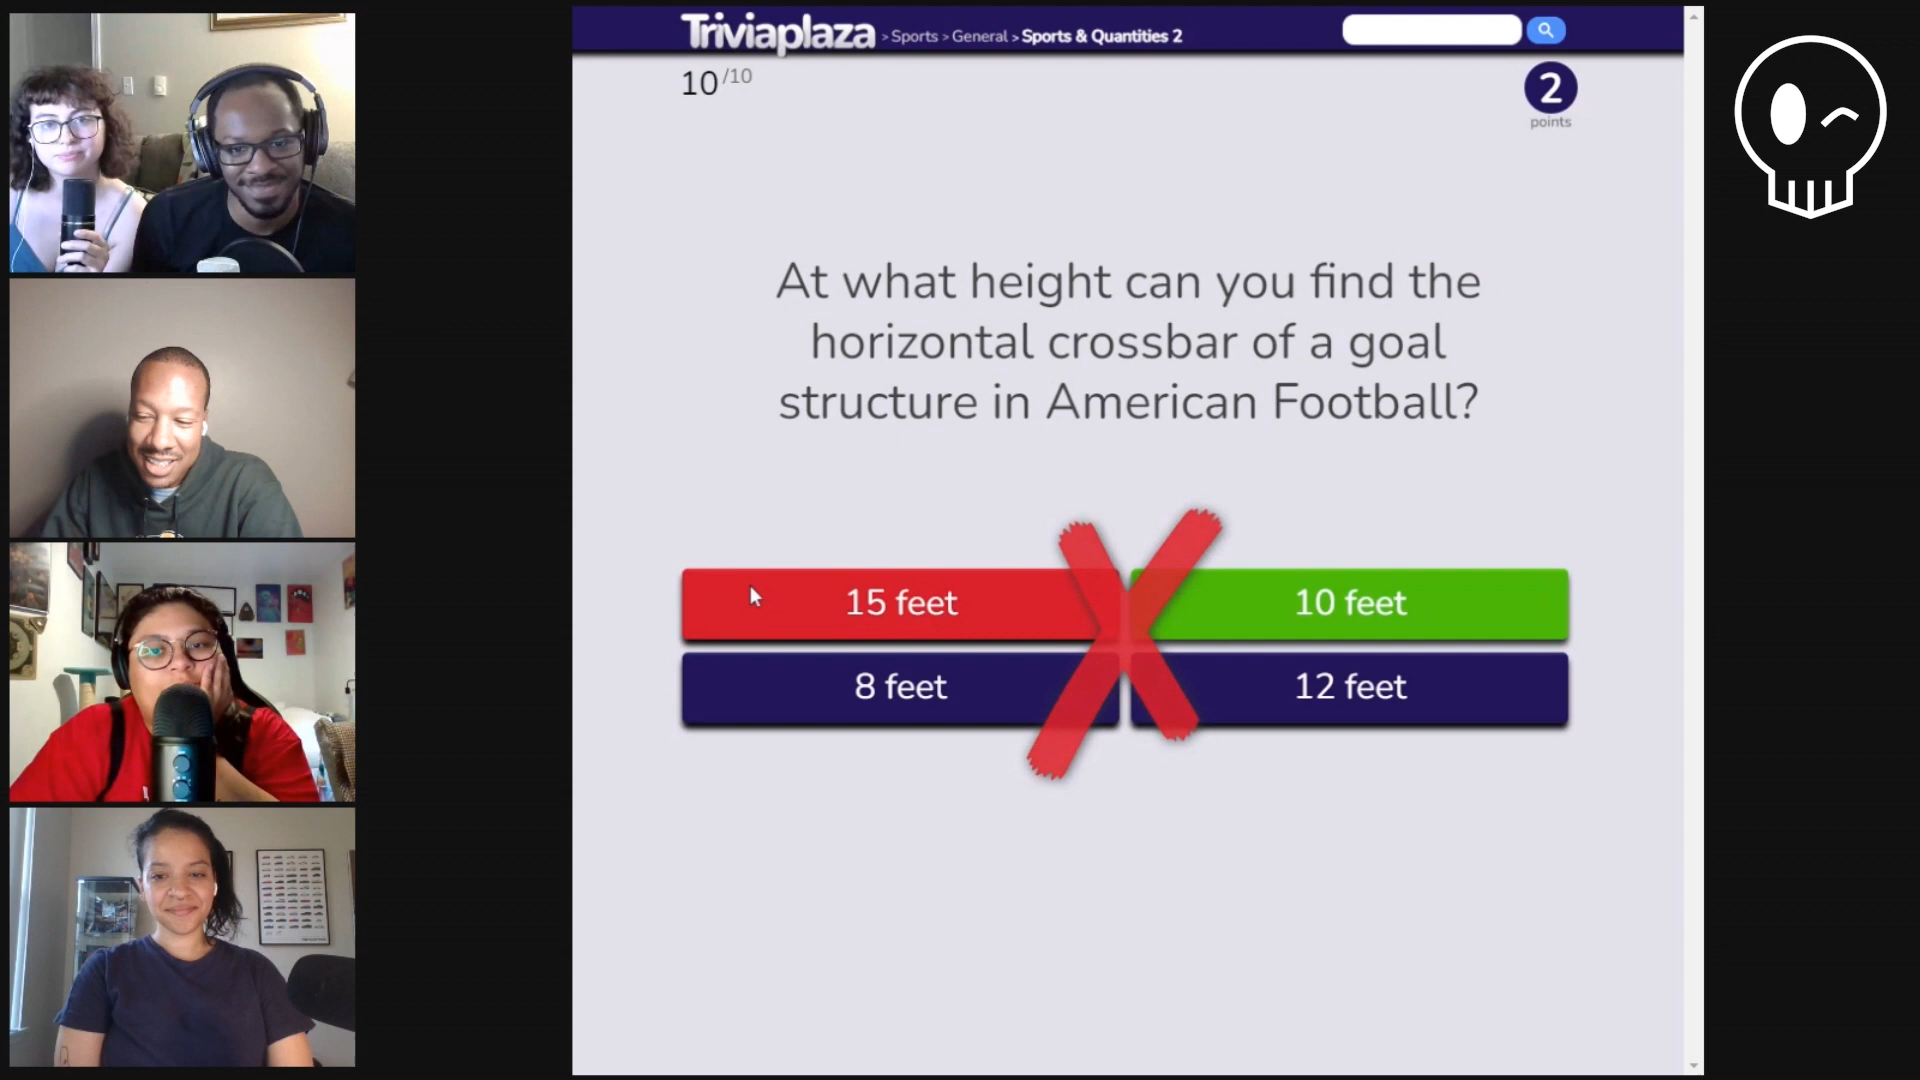 Triviaplaza > Sports > General > Sports & Quantities 2
10/10
2
points
At what height can you find the
horizontal crossbar of a goal
structure in American Football?
15 feet
10 feet
8 feet
12 feet